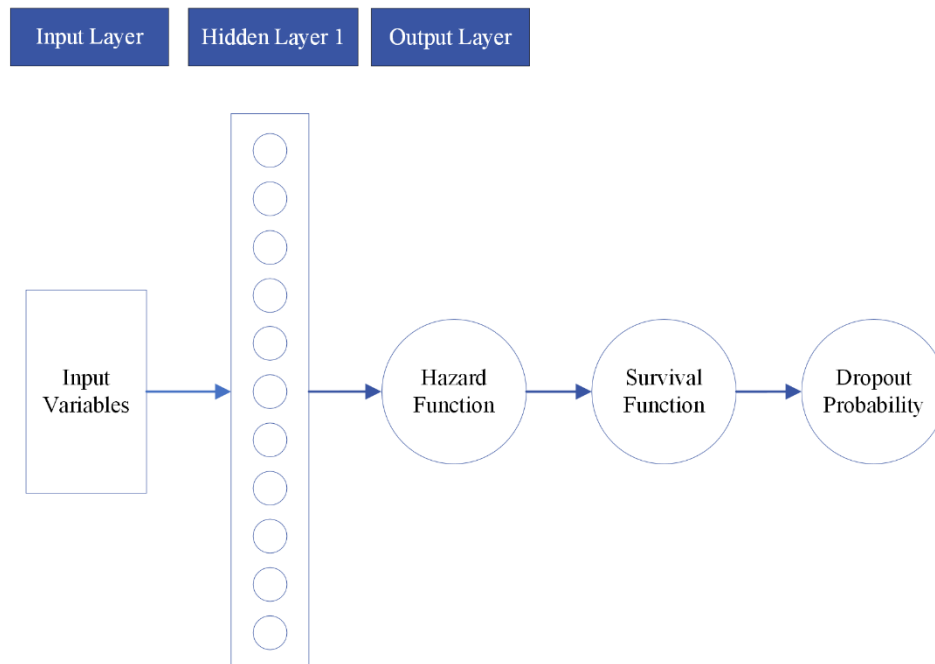 Input Layer
Hidden Layer 1
Output Layer
Input
Variables
Hazard
Function
Survival
Function
Dropout
Probability